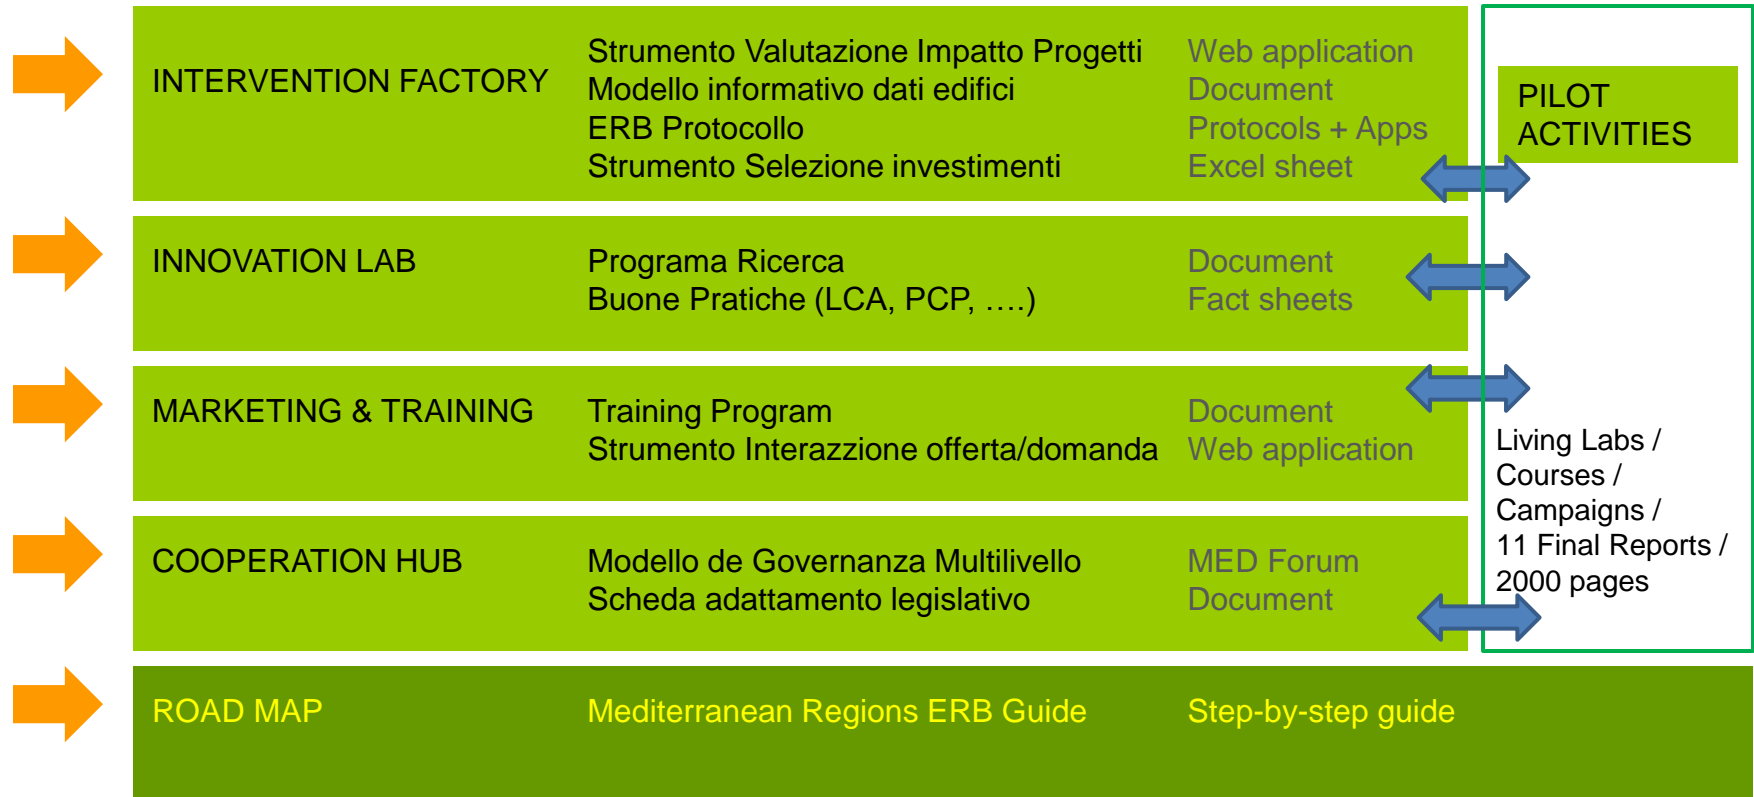 INTERVENTION FACTORY
Strumento Valutazione Impatto Progetti Web application
Modello informativo dati edifici Document
ERB Protocollo Protocols + Apps
Strumento Selezione investimenti Excel sheet
PILOT
ACTIVITIES
INNOVATION LAB
Programa Ricerca Document
Buone Pratiche (LCA, PCP, ….) Fact sheets
MARKETING & TRAINING
Training Program Document
Strumento Interazzione offerta/domanda Web application
COOPERATION HUB
Modello de Governanza Multilivello MED Forum
Scheda adattamento legislativo Document
Living Labs /
Courses /
Campaigns /
11 Final Reports /
2000 pages
ROAD MAP Mediterranean Regions ERB Guide Step-by-step guide